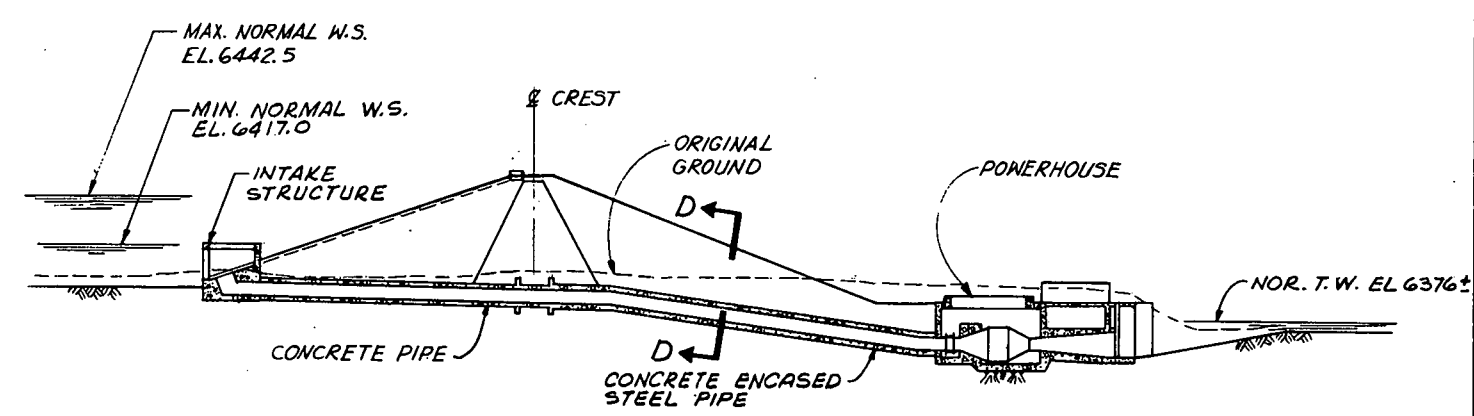 MAX. NORMAL W.S.
EL. 6442.5
MIN. NORMAL W.S.
EL. 6417.0
INTAKE
STRUCTURE
℄ CREST
ORIGINAL
GROUND
D
POWERHOUSE
NOR. T.W. EL 6376±
CONCRETE PIPE
D
CONCRETE ENCASED
STEEL PIPE